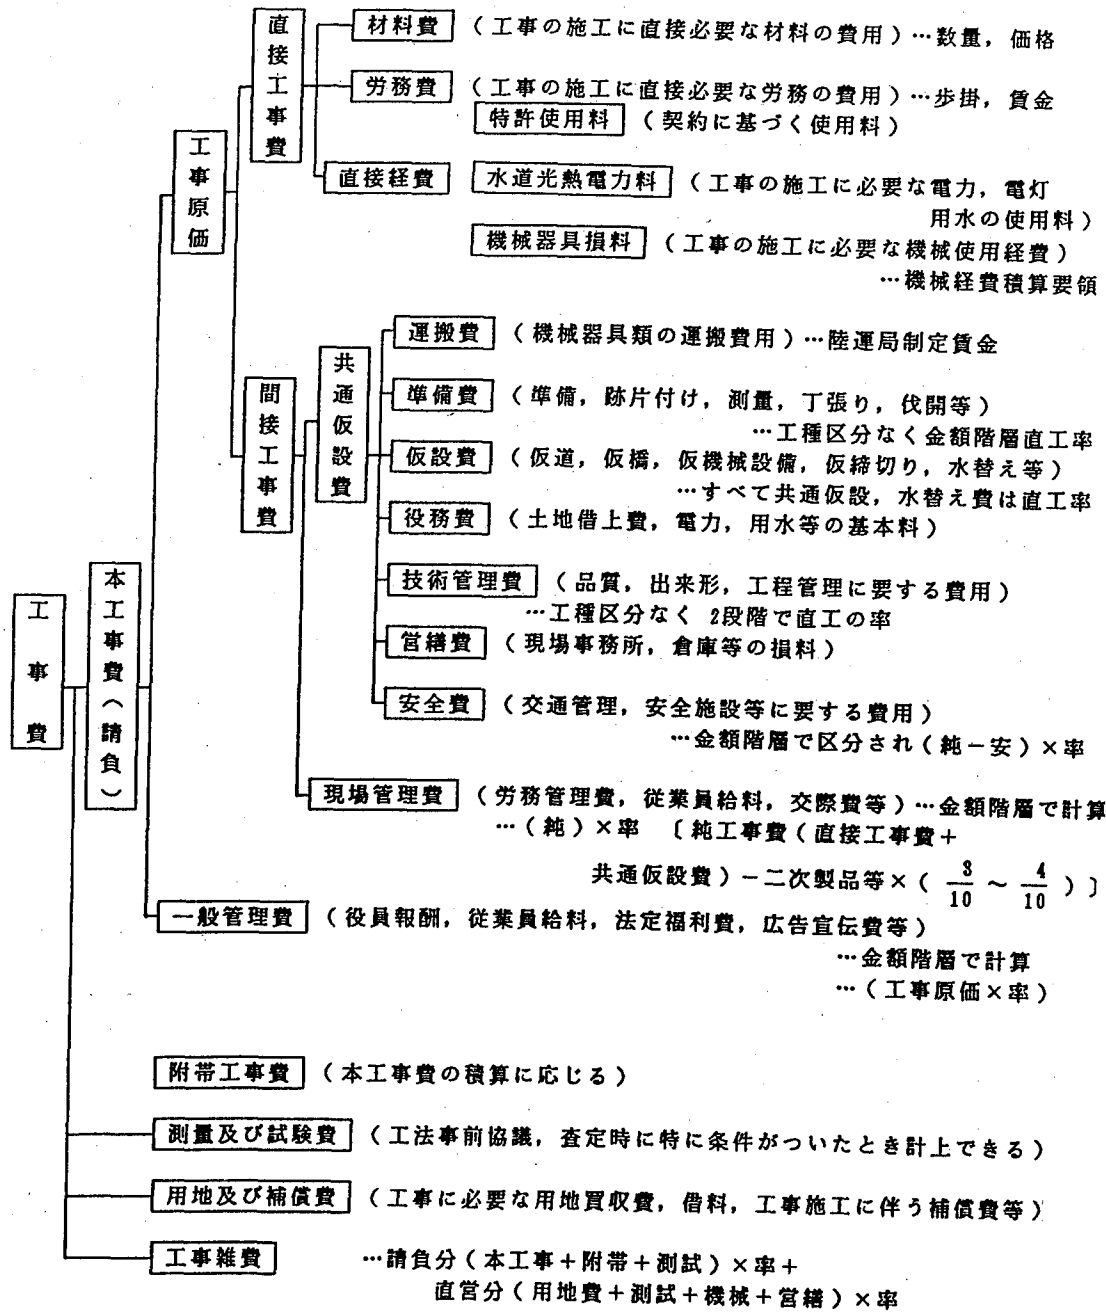 直接工事費
材料費 （工事の施工に直接必要な材料の費用）…数量，価格
労務費 （工事の施工に直接必要な労務の費用）…歩掛，賃金
特許使用料 （契約に基づく使用料）
工事原価
直接経費 水道光熱電力料 （工事の施工に必要な電力，電灯
用水の使用料）
機械器具損料 （工事の施工に必要な機械使用経費）
…機械経費積算要領
運搬費 （機械器具類の運搬費用）…陸運局制定賃金
共通仮設費
間接工事費
準備費 （準備，跡片付け，測量，丁張り，伐開等）
…工種区分なく金額階層直工率
仮設費 （仮道，仮橋，仮機械設備，仮締切り，水替え等）
…すべて共通仮設，水替え費は直工率
役務費 （土地借上費，電力，用水等の基本料）
技術管理費 （品質，出来形，工程管理に要する費用）
…工種区分なく 2段階で直工の率
工事費
本工事費（請負）
営繕費 （現場事務所，倉庫等の損料）
安全費 （交通管理，安全施設等に要する費用）
…金額階層で区分され（純－安）×率
現場管理費 （労務管理費，従業員給料，交際費等）…金額階層で計算
…（純）×率 〔純工事費（直接工事費＋
共通仮設費）－二次製品等×（ 3/10 ～ 4/10 ）〕
一般管理費 （役員報酬，従業員給料，法定福利費，広告宣伝費等）
…金額階層で計算
…（工事原価×率）
附帯工事費 （本工事費の積算に応じる）
測量及び試験費 （工法事前協議，査定時に特に条件がついたとき計上できる）
用地及び補償費 （工事に必要な用地買収費，借料，工事施工に伴う補償費等）
工事雑費 …請負分（本工事＋附帯＋測試）×率＋
直営分（用地費＋測試＋機械＋営繕）×率